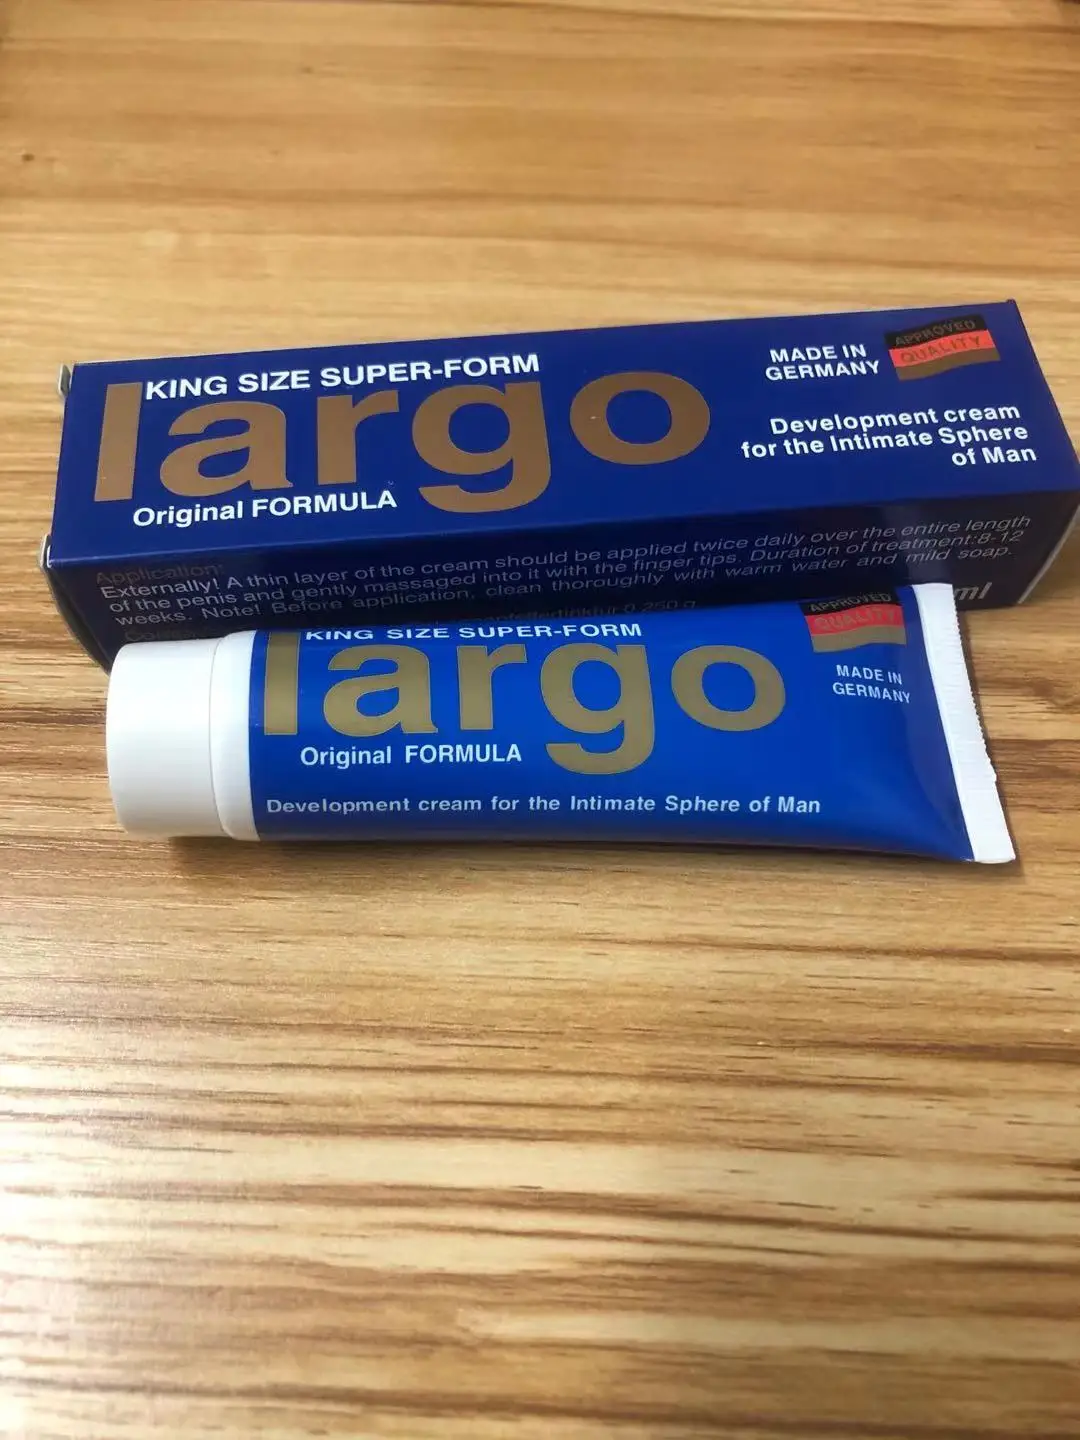 KING SIZE SUPER-FORM
largo
Original FORMULA
MADE IN
GERMANY
APPROVED
QUALITY
Development cream
for the Intimate Sphere
of Man
Application:
Externally! A thin layer of the cream should be applied twice daily over the entire length
of the penis and gently massaged into it with the finger tips. Duration of treatment:8-12
weeks. Note! Before application, clean thoroughly with warm water and mild soap.
0.250 g
ml
KING SIZE SUPER-FORM
largo
Original FORMULA
APPROVED
QUALITY
MADE IN
GERMANY
Development cream for the Intimate Sphere of Man